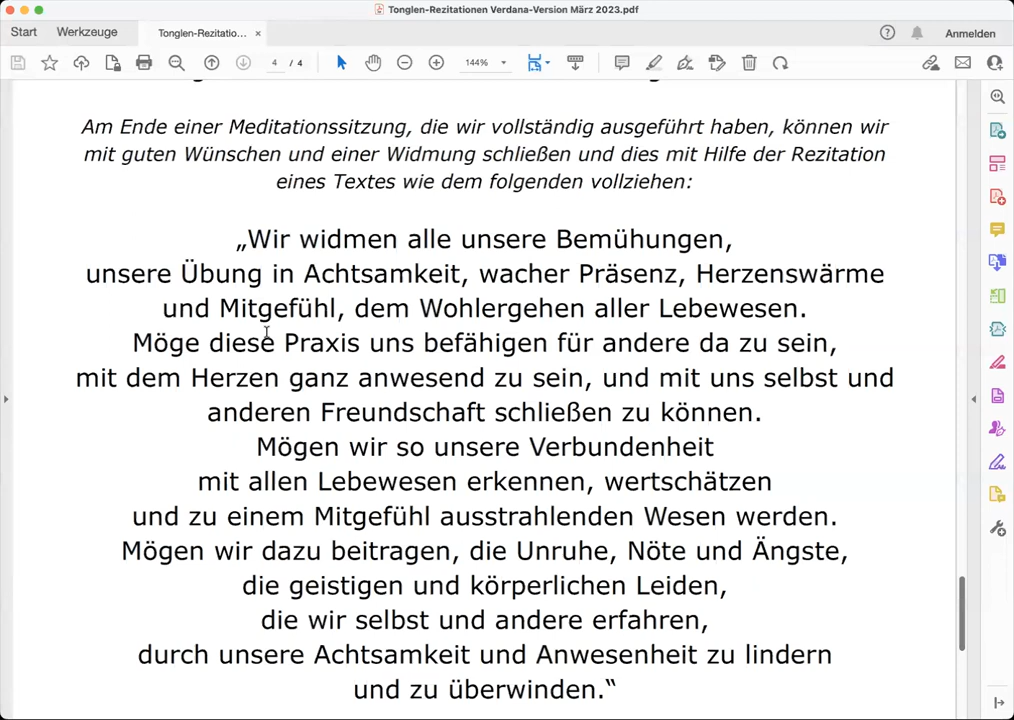 Tonglen-Rezitationen Verdana-Version März 2023.pdf
Start Werkzeuge Tonglen-Rezitatio... × Anmelden
4 / 4 144%
Am Ende einer Meditationssitzung, die wir vollständig ausgeführt haben, können wir
mit guten Wünschen und einer Widmung schließen und dies mit Hilfe der Rezitation
eines Textes wie dem folgenden vollziehen:
„Wir widmen alle unsere Bemühungen,
unsere Übung in Achtsamkeit, wacher Präsenz, Herzenswärme
und Mitgefühl, dem Wohlergehen aller Lebewesen.
Möge diese Praxis uns befähigen für andere da zu sein,
mit dem Herzen ganz anwesend zu sein, und mit uns selbst und
anderen Freundschaft schließen zu können.
Mögen wir so unsere Verbundenheit
mit allen Lebewesen erkennen, wertschätzen
und zu einem Mitgefühl ausstrahlenden Wesen werden.
Mögen wir dazu beitragen, die Unruhe, Nöte und Ängste,
die geistigen und körperlichen Leiden,
die wir selbst und andere erfahren,
durch unsere Achtsamkeit und Anwesenheit zu lindern
und zu überwinden.“